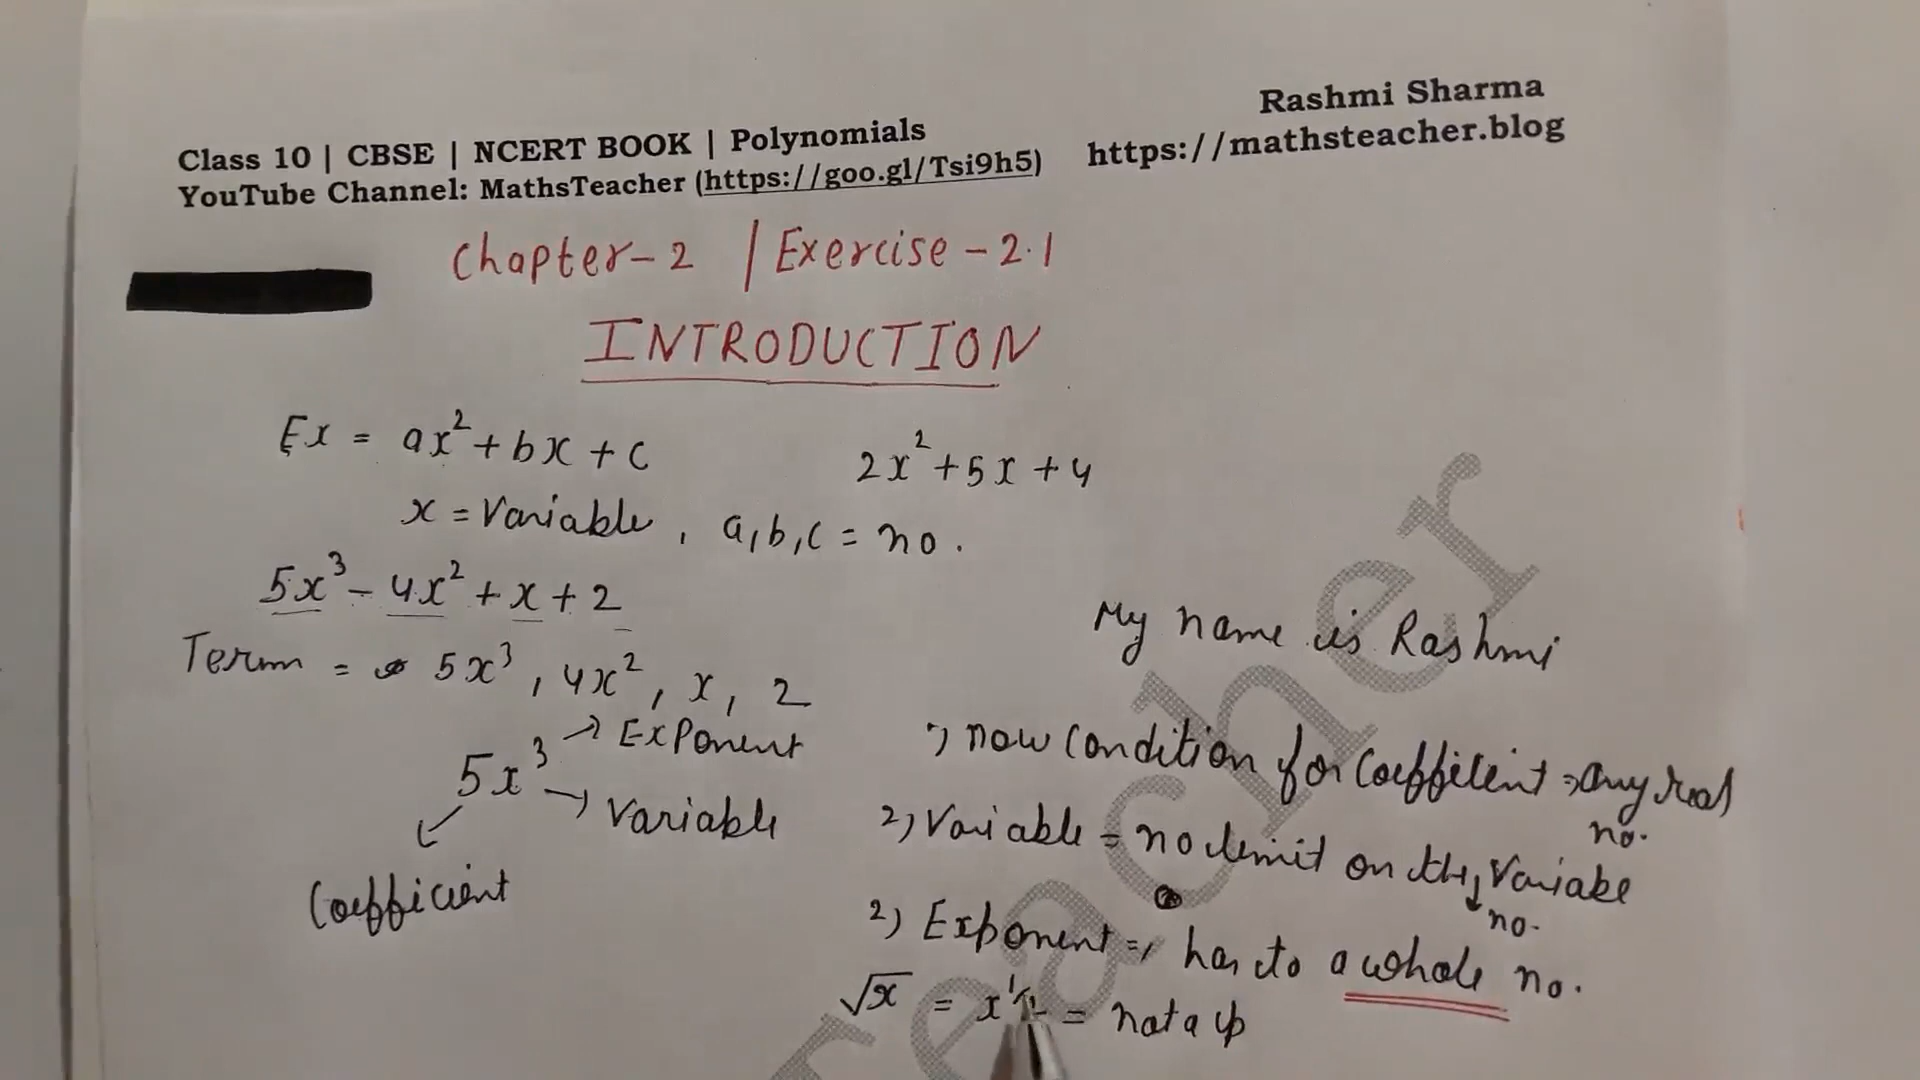 Rashmi Sharma
Class 10 | CBSE | NCERT BOOK | Polynomials
https://mathsteacher.blog
YouTube Channel: MathsTeacher (https://goo.gl/Tsi9h5)
Chapter-2 | Exercise-2.1
INTRODUCTION
Ex = ax² + bx + c
2x² + 5x + 4
x = Variable, a, b, c = no.
5x³ - 4x² + x + 2
My name is Rashmi
Term = 5x³, 4x², x, 2
5x³ → Exponent
→ Variable
Coefficient
1) now condition for coefficient => any real no.
2) Variable = no limit on the Variable
no.
2) Exponent => has to a whole no.
√x = x^1/2 = not a